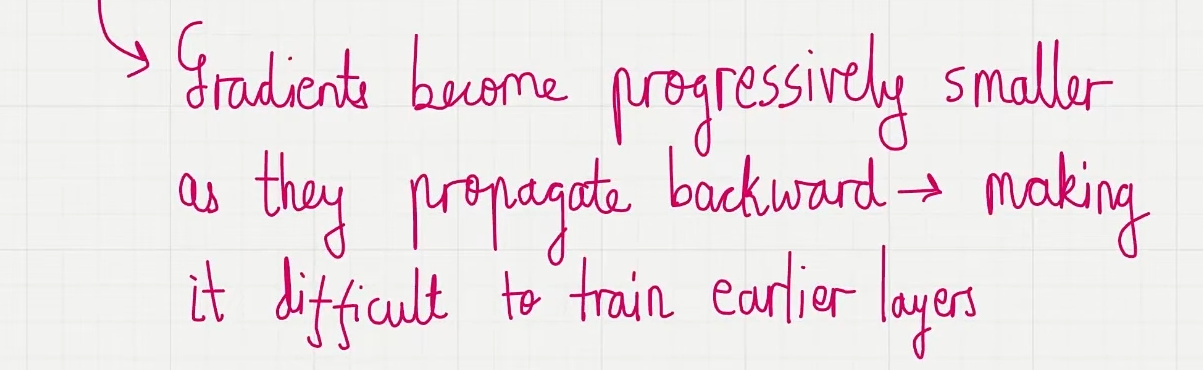 ↳ Gradients become progressively smaller
as they propagate backward → making
it difficult to train earlier layers